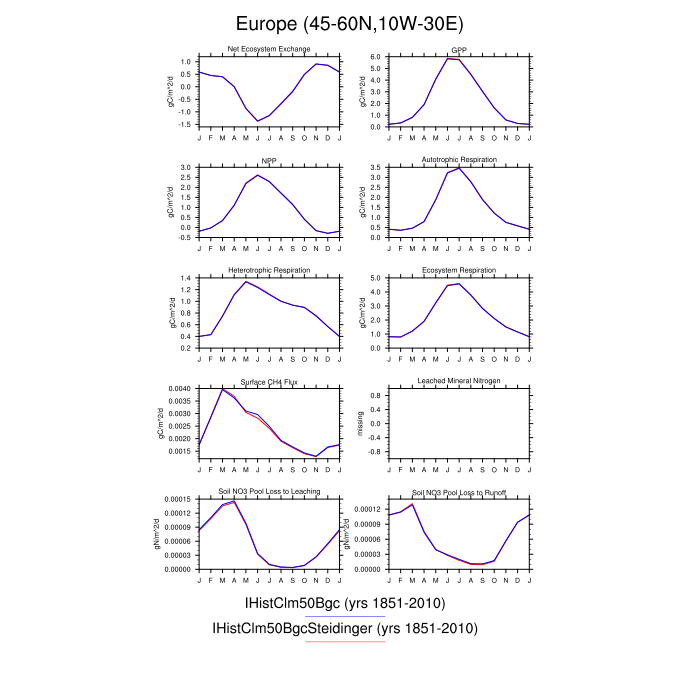 Europe (45-60N,10W-30E)
Net Ecosystem Exchange
gC/m^2/d
1.0
0.5
0.0
-0.5
-1.0
-1.5
J F M A M J J A S O N D J
GPP
gC/m^2/d
6.0
5.0
4.0
3.0
2.0
1.0
0.0
J F M A M J J A S O N D J
NPP
gC/m^2/d
3.0
2.5
2.0
1.5
1.0
0.5
0.0
-0.5
J F M A M J J A S O N D J
Autotrophic Respiration
gC/m^2/d
3.5
3.0
2.5
2.0
1.5
1.0
0.5
0.0
J F M A M J J A S O N D J
Heterotrophic Respiration
gC/m^2/d
1.4
1.2
1.0
0.8
0.6
0.4
0.2
J F M A M J J A S O N D J
Ecosystem Respiration
gC/m^2/d
5.0
4.0
3.0
2.0
1.0
0.0
J F M A M J J A S O N D J
Surface CH4 Flux
gC/m^2/d
0.0040
0.0035
0.0030
0.0025
0.0020
0.0015
J F M A M J J A S O N D J
Leached Mineral Nitrogen
missing
0.8
0.4
0.0
-0.4
-0.8
J F M A M J J A S O N D J
Soil NO3 Pool Loss to Leaching
gN/m^2/d
0.00015
0.00012
0.00009
0.00006
0.00003
0.00000
J F M A M J J A S O N D J
Soil NO3 Pool Loss to Runoff
gN/m^2/d
0.00012
0.00009
0.00006
0.00003
0.00000
J F M A M J J A S O N D J
IHistClm50Bgc (yrs 1851-2010)
IHistClm50BgcSteidinger (yrs 1851-2010)